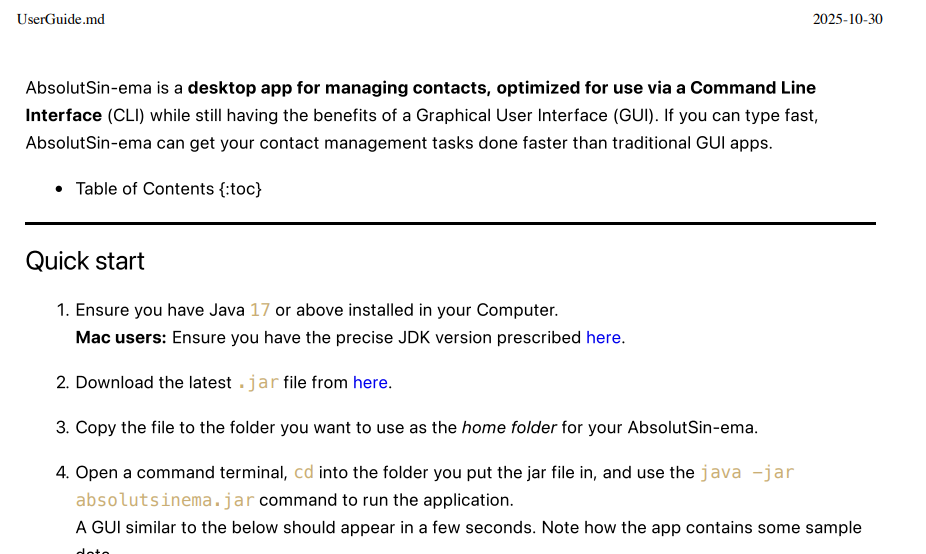 UserGuide.md 2025-10-30
AbsolutSin-ema is a desktop app for managing contacts, optimized for use via a Command Line
Interface (CLI) while still having the benefits of a Graphical User Interface (GUI). If you can type fast,
AbsolutSin-ema can get your contact management tasks done faster than traditional GUI apps.
• Table of Contents {:toc}
Quick start
1. Ensure you have Java 17 or above installed in your Computer.
Mac users: Ensure you have the precise JDK version prescribed here.
2. Download the latest .jar file from here.
3. Copy the file to the folder you want to use as the home folder for your AbsolutSin-ema.
4. Open a command terminal, cd into the folder you put the jar file in, and use the java -jar
absolutsinema.jar command to run the application.
A GUI similar to the below should appear in a few seconds. Note how the app contains some sample